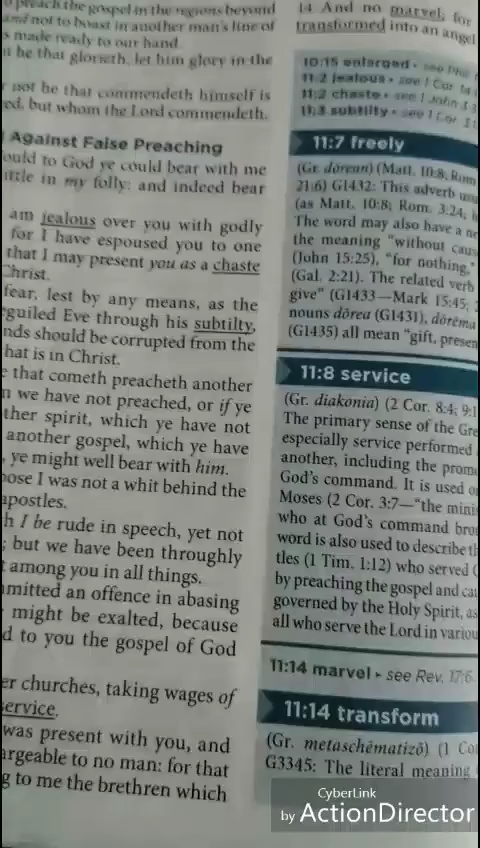 preach the gospel in the regions beyond
and not to boast in another man's line of
s made ready to our hand.
he that glorieth, let him glory in the
not he that commendeth himself is
ed, but whom the Lord commendeth.
Against False Preaching
ould to God ye could bear with me
ittle in my folly: and indeed bear
am jealous over you with godly
for I have espoused you to one
that I may present you as a chaste
Christ.
fear, lest by any means, as the
eguiled Eve through his subtilty,
nds should be corrupted from the
hat is in Christ.
e that cometh preacheth another
n we have not preached, or if ye
ther spirit, which ye have not
another gospel, which ye have
, ye might well bear with him.
pose I was not a whit behind the
apostles.
h I be rude in speech, yet not
; but we have been throughly
t among you in all things.
mmitted an offence in abasing
might be exalted, because
d to you the gospel of God
er churches, taking wages of
service.
was present with you, and
argeable to no man: for that
g to me the brethren which
14 And no marvel; for
transformed into an angel
10:15 enlarged • see Phil
11:2 jealous • see 1 Cor. 14
11:2 chaste • see 1 John 3:3
11:3 subtilty • see 1 Cor. 3:1
11:7 freely
(Gr. dōrean) (Matt. 10:8; Rom
21:6) G1432: This adverb usu
(as Matt. 10:8; Rom. 3:24, i
The word may also have a ne
the meaning "without caus
(John 15:25), "for nothing,"
(Gal. 2:21). The related verb
give" (G1433—Mark 15:45; 2
nouns dōrea (G1431), dōrēma
(G1435) all mean "gift, presen
11:8 service
(Gr. diakonia) (2 Cor. 8:4; 9:1
The primary sense of the Gre
especially service performed
another, including the prom
God's command. It is used o
Moses (2 Cor. 3:7—"the minis
who at God's command brou
word is also used to describe th
tles (1 Tim. 1:12) who served G
by preaching the gospel and ca
governed by the Holy Spirit, as
all who serve the Lord in variou
11:14 marvel • see Rev. 17:6
11:14 transform
(Gr. metaschēmatizō) (1 Co
G3345: The literal meaning
CyberLink
by ActionDirector